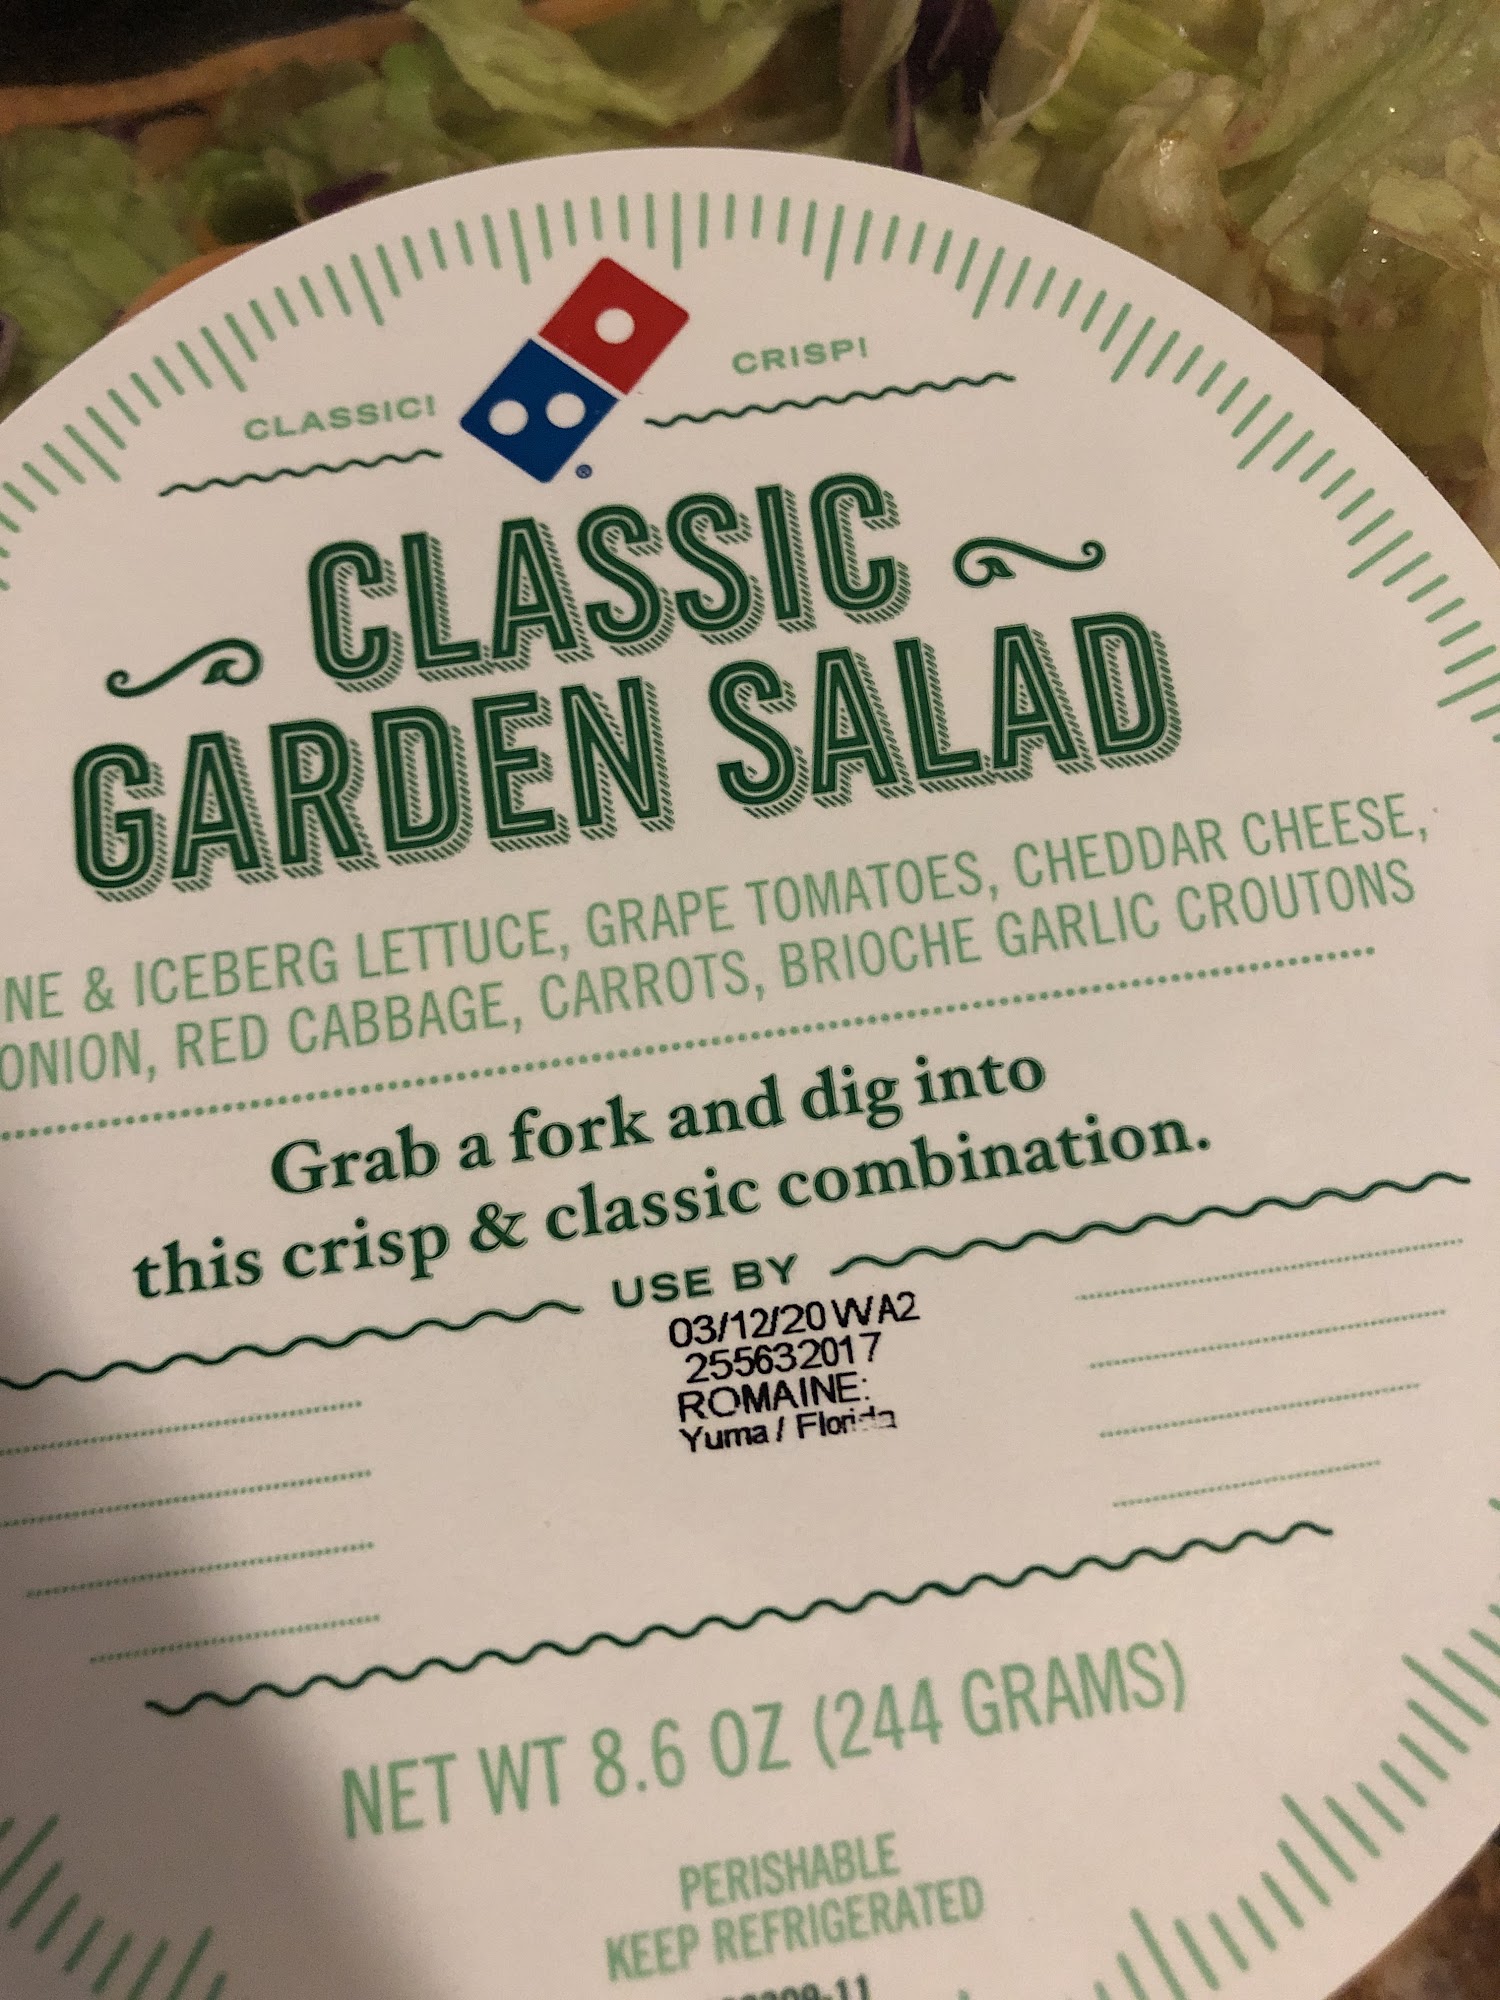 CLASSIC! CRISP!
®
CLASSIC
GARDEN SALAD
& ICEBERG LETTUCE, GRAPE TOMATOES, CHEDDAR CHEESE,
ONION, RED CABBAGE, CARROTS, BRIOCHE GARLIC CROUTONS
Grab a fork and dig into
this crisp & classic combination.
USE BY
03/12/20 WA2
255632017
ROMAINE:
Yuma / Florida
NET WT 8.6 OZ (244 GRAMS)
PERISHABLE
KEEP REFRIGERATED